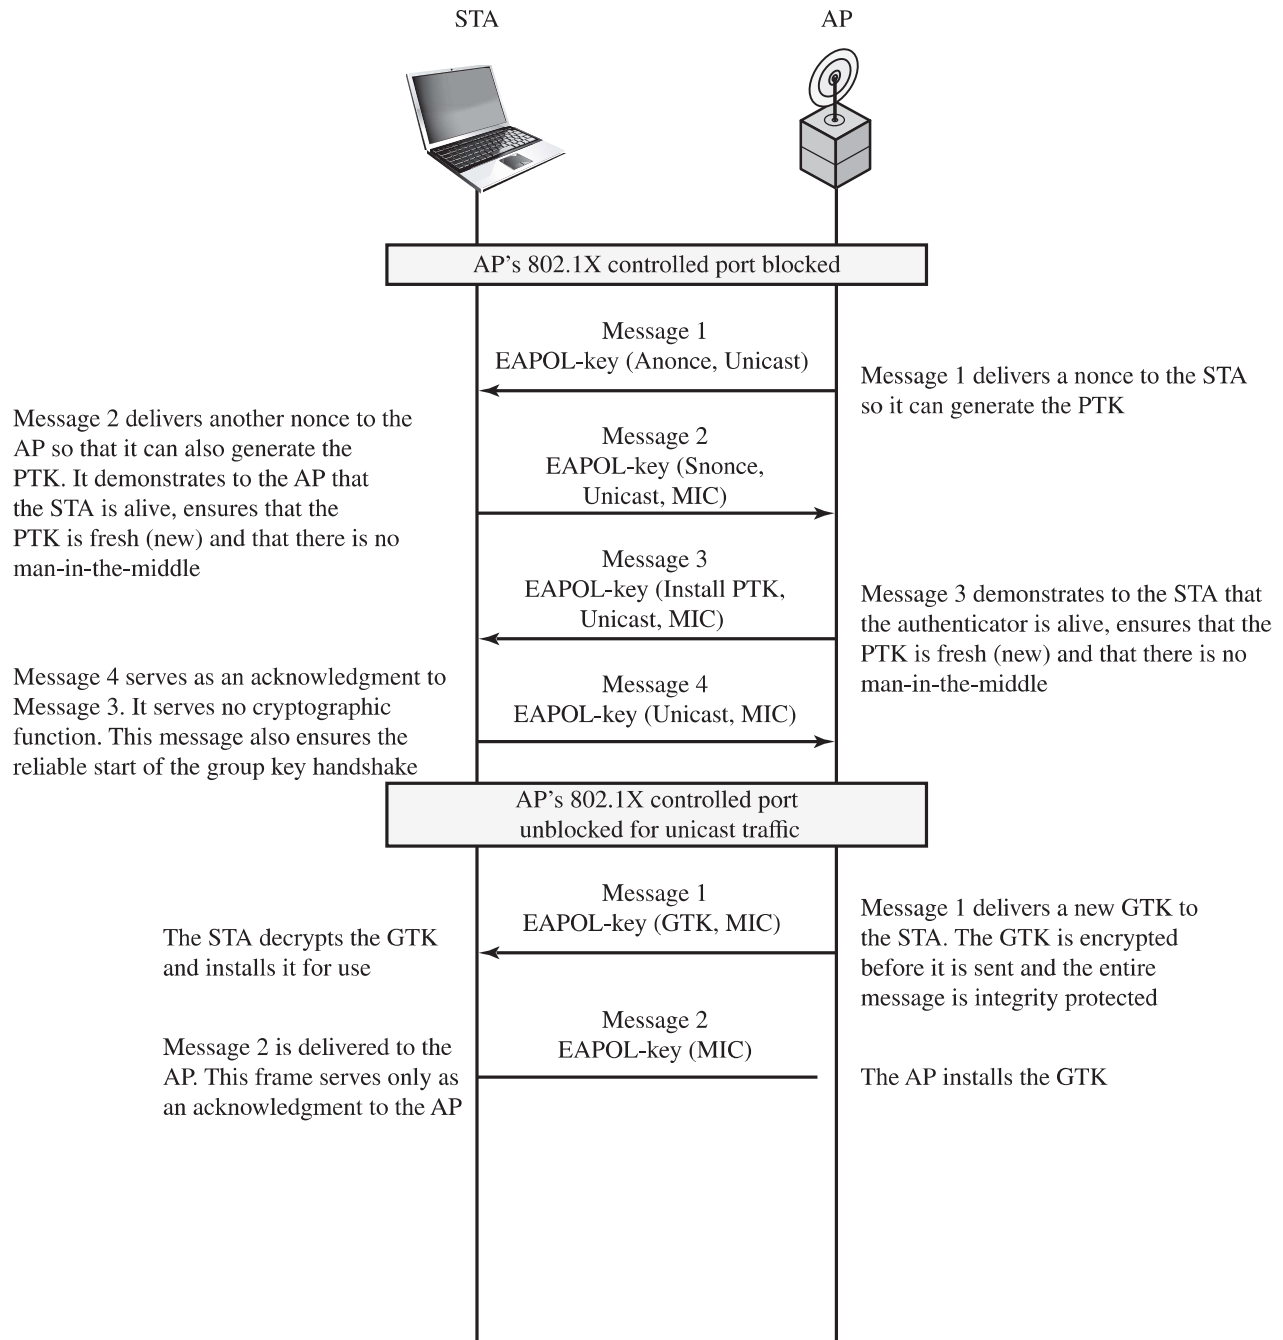 STA
AP
AP's 802.1X controlled port blocked
Message 1
EAPOL-key (Anonce, Unicast)
Message 1 delivers a nonce to the STA
so it can generate the PTK
Message 2 delivers another nonce to the
AP so that it can also generate the
PTK. It demonstrates to the AP that
the STA is alive, ensures that the
PTK is fresh (new) and that there is no
man-in-the-middle
Message 2
EAPOL-key (Snonce,
Unicast, MIC)
Message 3
EAPOL-key (Install PTK,
Unicast, MIC)
Message 3 demonstrates to the STA that
the authenticator is alive, ensures that the
PTK is fresh (new) and that there is no
man-in-the-middle
Message 4 serves as an acknowledgment to
Message 3. It serves no cryptographic
function. This message also ensures the
reliable start of the group key handshake
Message 4
EAPOL-key (Unicast, MIC)
AP's 802.1X controlled port
unblocked for unicast traffic
Message 1
EAPOL-key (GTK, MIC)
Message 1 delivers a new GTK to
the STA. The GTK is encrypted
before it is sent and the entire
message is integrity protected
The STA decrypts the GTK
and installs it for use
Message 2
EAPOL-key (MIC)
Message 2 is delivered to the
AP. This frame serves only as
an acknowledgment to the AP
The AP installs the GTK